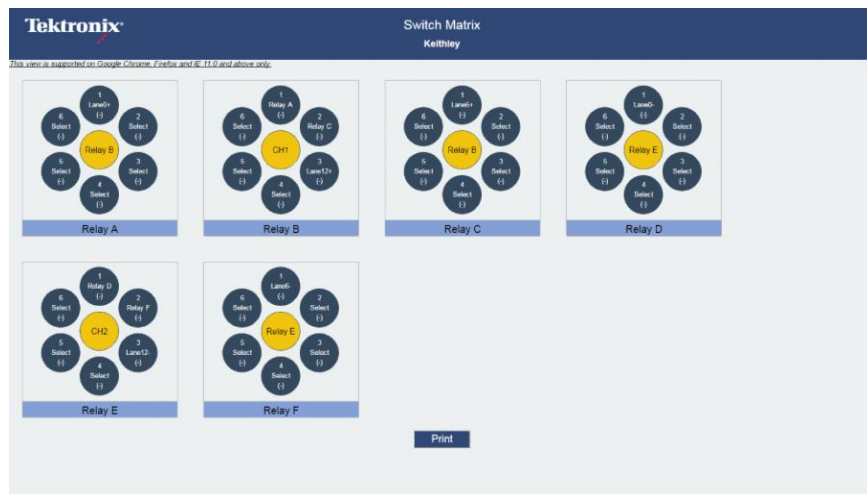 Tektronix
Switch Matrix
Keithley
This view is supported on Google Chrome, Firefox and IE 11.0 and above only.
1
Lane0+
(-)
6
Select
(-)
2
Select
(-)
Relay B
5
Select
(-)
3
Select
(-)
4
Select
(-)
Relay A
1
Relay A
(-)
6
Select
(-)
2
Relay C
(-)
CH1
5
Select
(-)
3
Lane12+
(-)
4
Select
(-)
Relay B
1
Lane6+
(-)
6
Select
(-)
2
Select
(-)
Relay B
5
Select
(-)
3
Select
(-)
4
Select
(-)
Relay C
1
Lane0-
(-)
6
Select
(-)
2
Select
(-)
Relay E
5
Select
(-)
3
Select
(-)
4
Select
(-)
Relay D
1
Relay D
(-)
6
Select
(-)
2
Relay F
(-)
CH2
5
Select
(-)
3
Lane12-
(-)
4
Select
(-)
Relay E
1
Lane6-
(-)
6
Select
(-)
2
Select
(-)
Relay E
5
Select
(-)
3
Select
(-)
4
Select
(-)
Relay F
Print